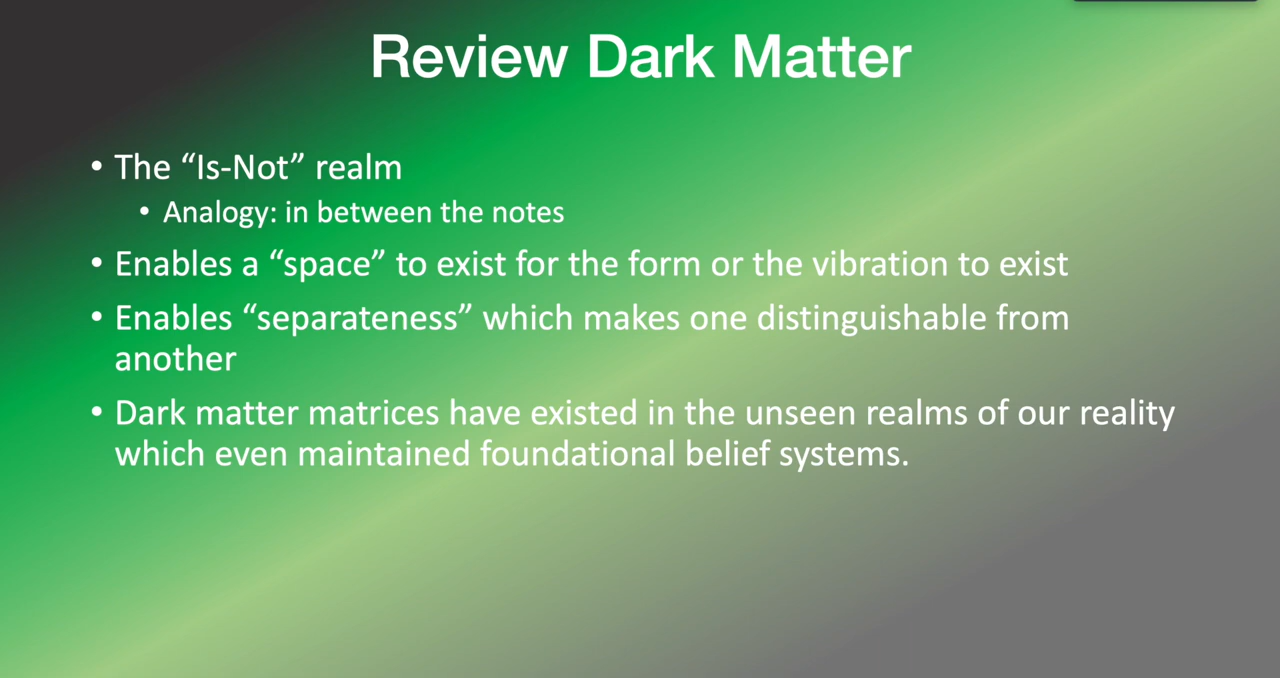 Review Dark Matter
• The “Is-Not” realm
• Analogy: in between the notes
• Enables a “space” to exist for the form or the vibration to exist
• Enables “separateness” which makes one distinguishable from
another
• Dark matter matrices have existed in the unseen realms of our reality
which even maintained foundational belief systems.